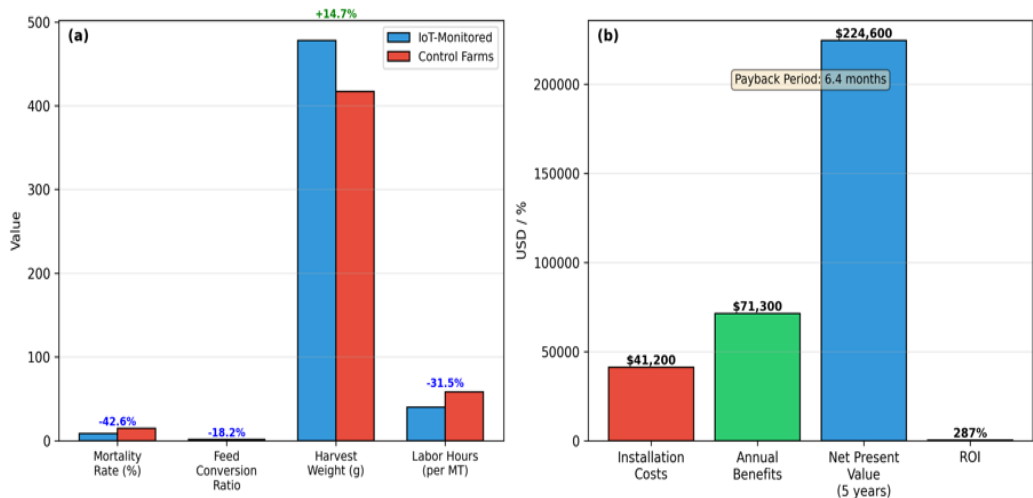 (a)
+14.7%
IoT-Monitored
Control Farms
500
400
300
200
100
0
Value
-42.6%
-18.2%
-31.5%
Mortality
Rate (%)
Feed
Conversion
Ratio
Harvest
Weight (g)
Labor Hours
(per MT)
(b)
$224,600
Payback Period: 6.4 months
200000
150000
100000
50000
0
USD / %
$71,300
$41,200
287%
Installation
Costs
Annual
Benefits
Net Present
Value
(5 years)
ROI